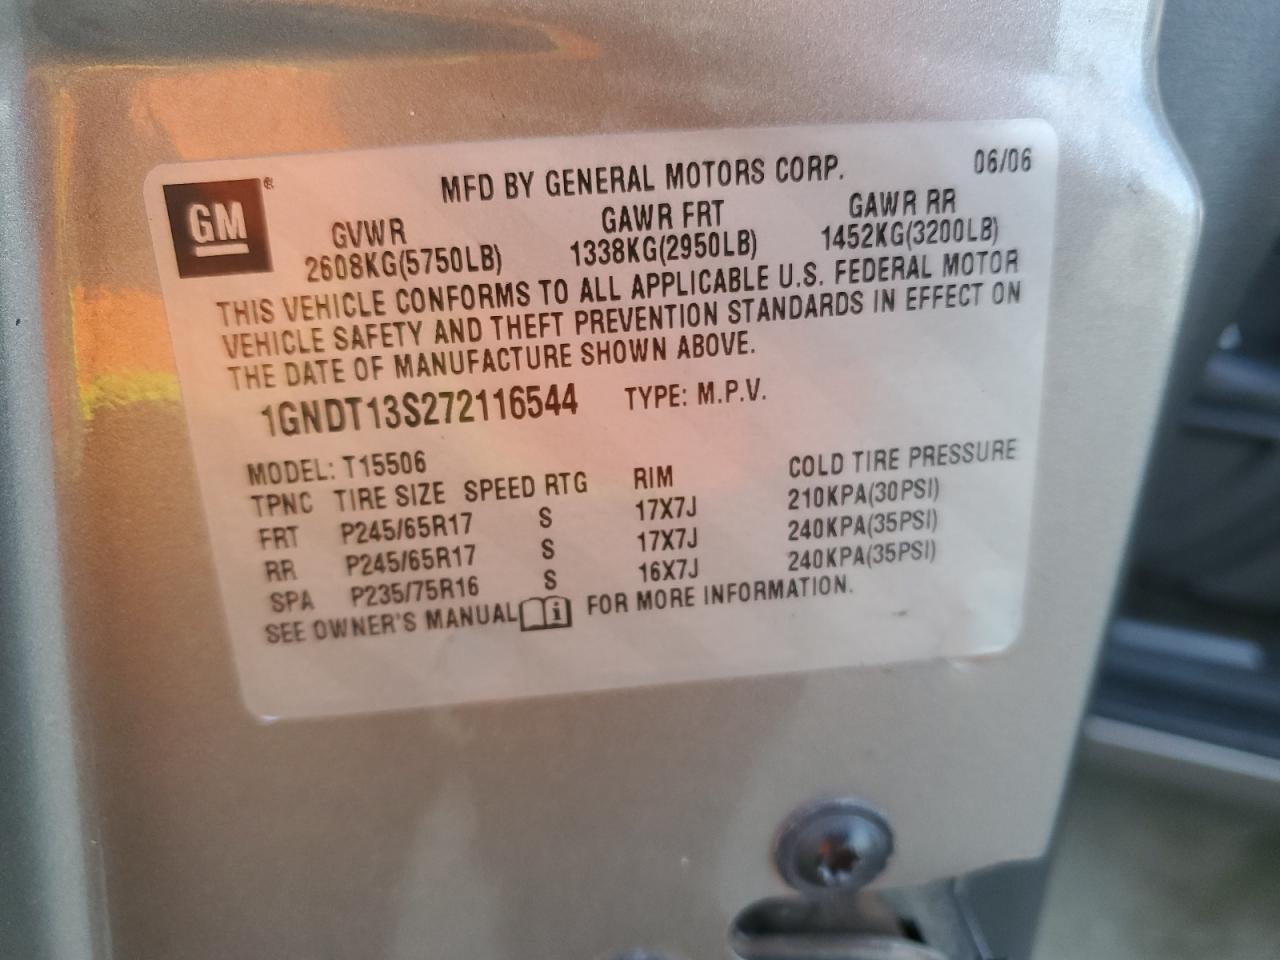 GM ®
MFD BY GENERAL MOTORS CORP. 06/06
GVWR GAWR FRT GAWR RR
2608KG(5750LB) 1338KG(2950LB) 1452KG(3200LB)
THIS VEHICLE CONFORMS TO ALL APPLICABLE U.S. FEDERAL MOTOR
VEHICLE SAFETY AND THEFT PREVENTION STANDARDS IN EFFECT ON
THE DATE OF MANUFACTURE SHOWN ABOVE.
1GNDT13S272116544 TYPE: M.P.V.
MODEL: T15506
TPNC TIRE SIZE SPEED RTG RIM COLD TIRE PRESSURE
FRT P245/65R17 S 17X7J 210KPA(30PSI)
RR P245/65R17 S 17X7J 240KPA(35PSI)
SPA P235/75R16 S 16X7J 240KPA(35PSI)
SEE OWNER'S MANUAL i FOR MORE INFORMATION.